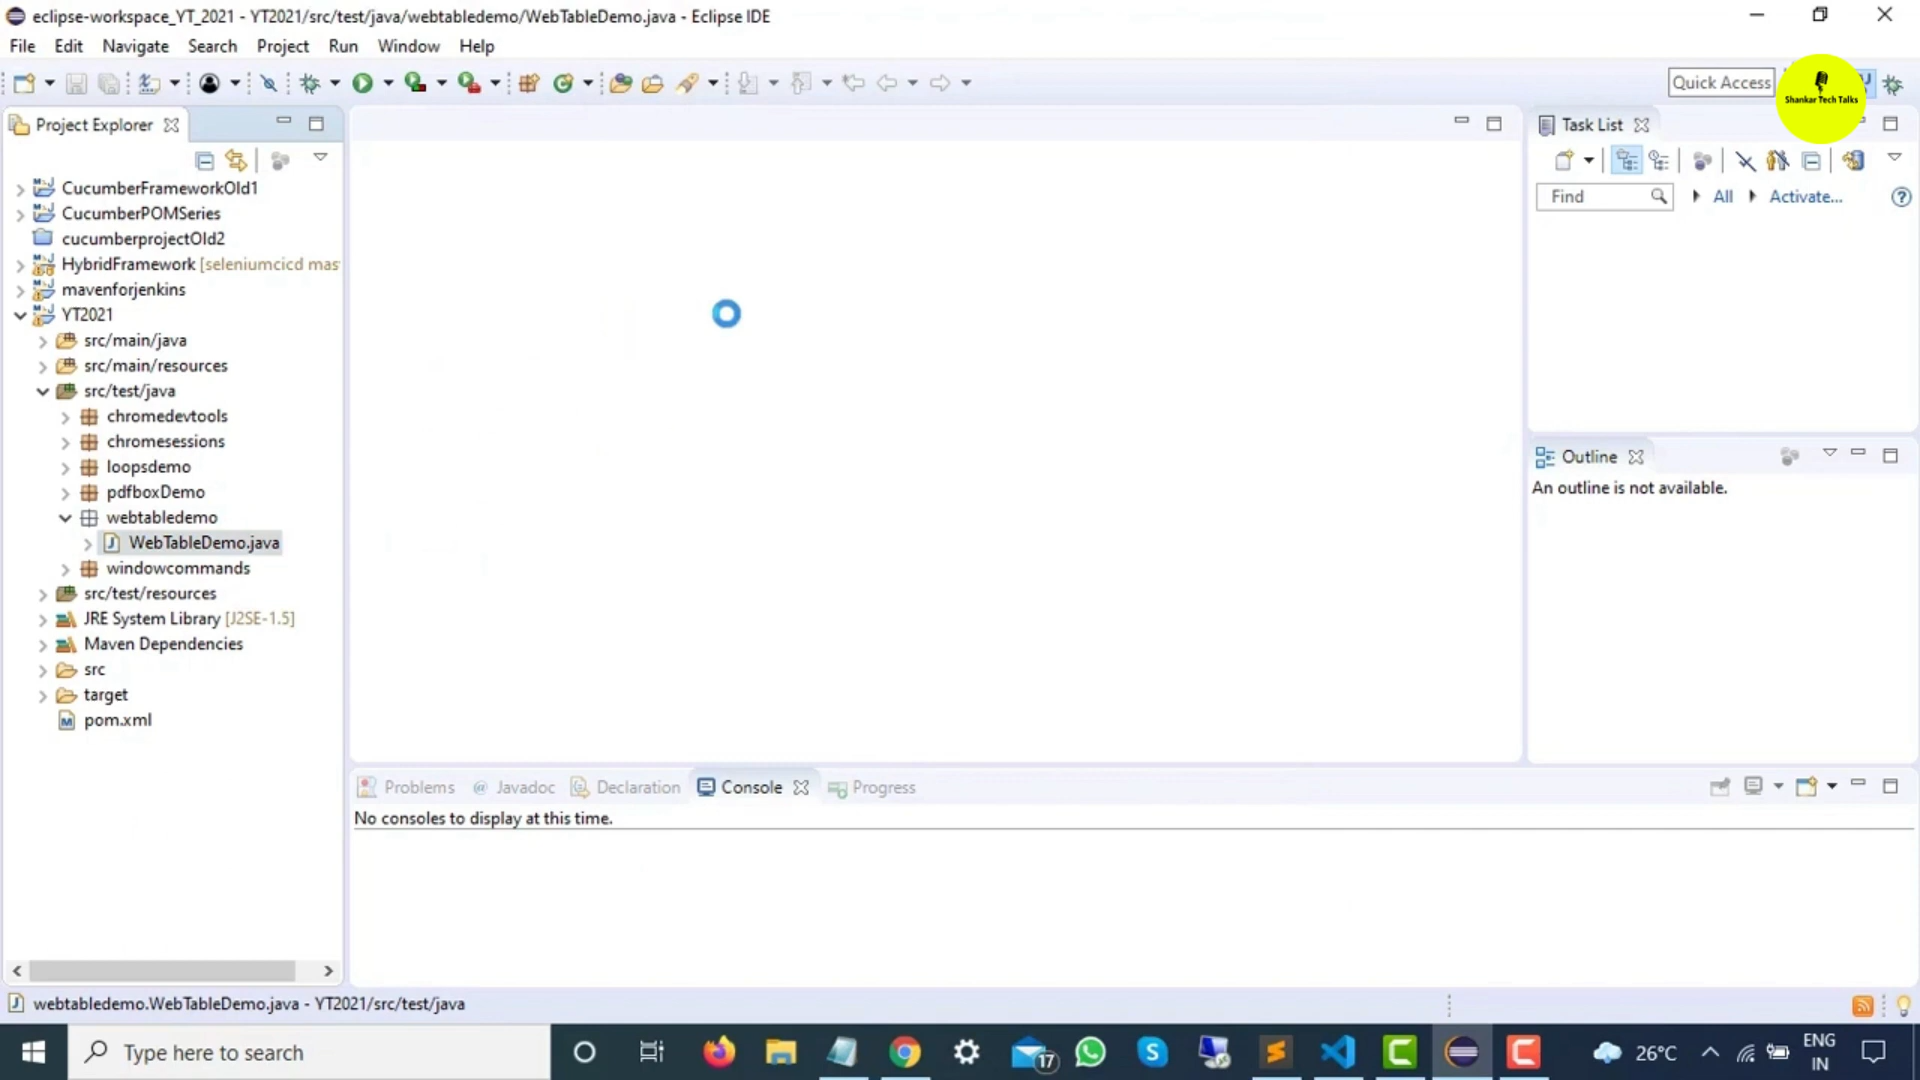 eclipse-workspace_YT_2021 - YT2021/src/test/java/webtabledemo/WebTableDemo.java - Eclipse IDE
File Edit Navigate Search Project Run Window Help
Quick Access
Shankar Tech Talks
Project Explorer
CucumberFrameworkOld1
CucumberPOMSeries
cucumberprojectOld2
HybridFramework [seleniumcicd mas
mavenforjenkins
YT2021
src/main/java
src/main/resources
src/test/java
chromedevtools
chromesessions
loopsdemo
pdfboxDemo
webtabledemo
WebTableDemo.java
windowcommands
src/test/resources
JRE System Library [J2SE-1.5]
Maven Dependencies
src
target
pom.xml
Task List
Find All Activate...
Outline
An outline is not available.
Problems @ Javadoc Declaration Console Progress
No consoles to display at this time.
webtabledemo.WebTableDemo.java - YT2021/src/test/java
Type here to search
17
26°C
ENG
IN